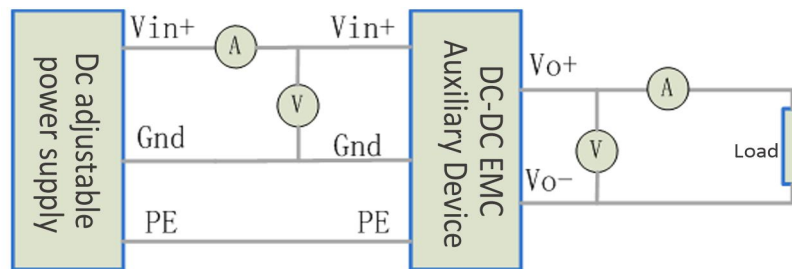 Dc adjustable
power supply
Vin+
A
Vin+
V
Gnd
Gnd
PE
PE
DC-DC EMC
Auxiliary Device
Vo+
A
V
Vo-
Load